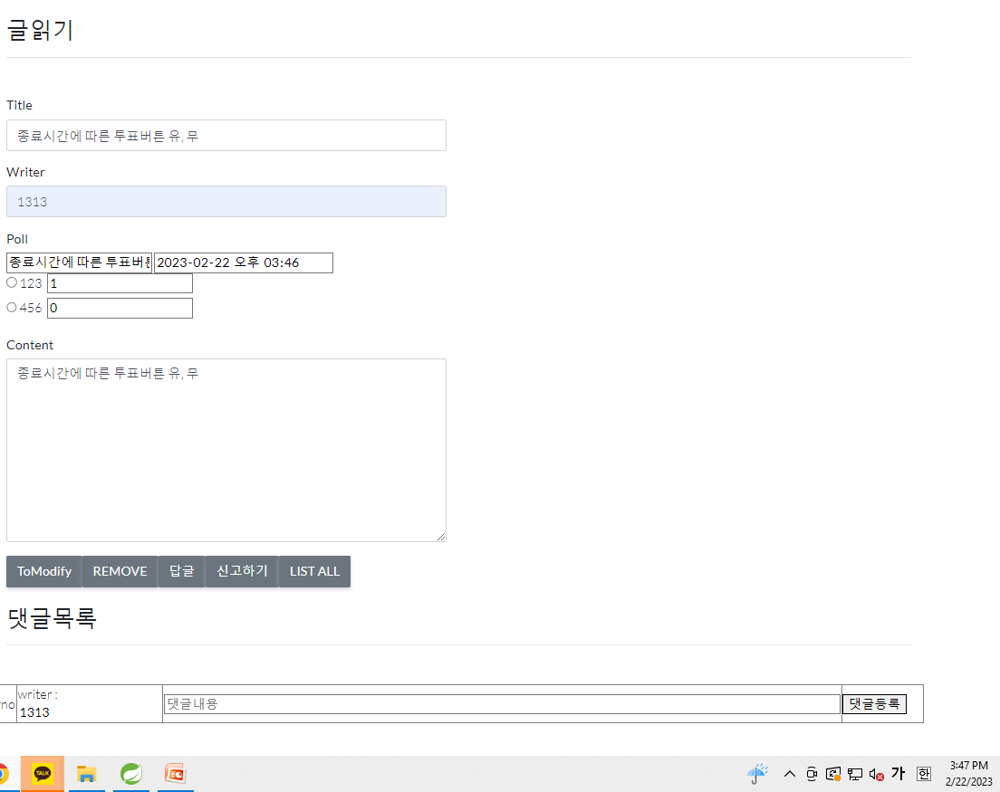 글읽기
Title
종료시간에 따른 투표버튼 유, 무
Writer
1313
Poll
종료시간에 따른 투표버튼 2023-02-22 오후 03:46
123 1
456 0
Content
종료시간에 따른 투표버튼 유, 무
ToModify REMOVE 답글 신고하기 LIST ALL
댓글목록
rno writer : 댓글내용 댓글등록
1313
TALK EC 가 한 3:47 PM
2/22/2023